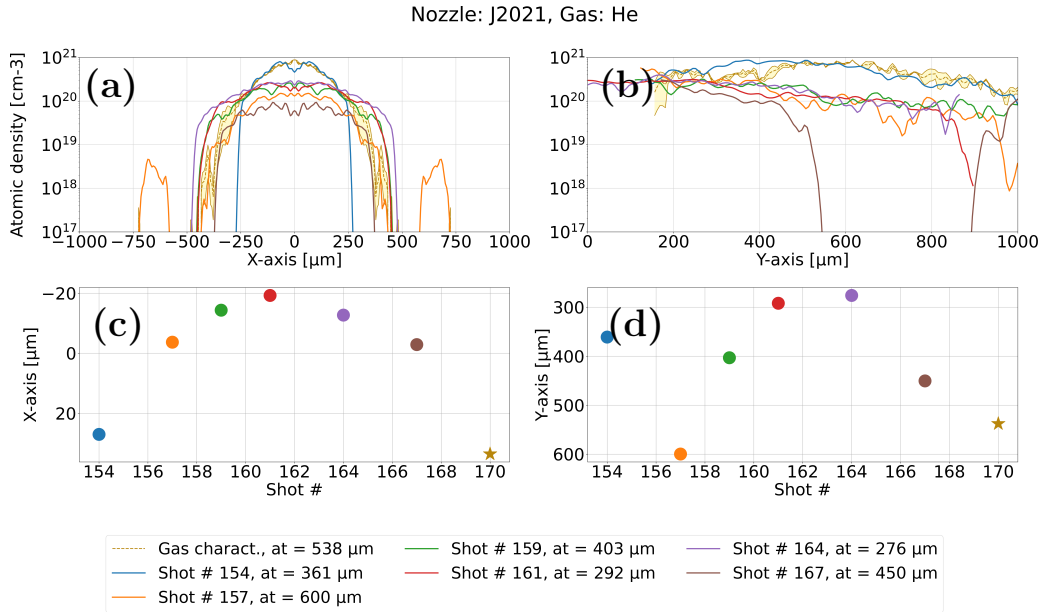 Nozzle: J2021, Gas: He
Atomic density [cm-3]
10^21
10^20
10^19
10^18
10^17
(a)
−1000 −750 −500 −250 0 250 500 750 1000
X-axis [µm]
10^21
10^20
10^19
10^18
10^17
(b)
0 200 400 600 800 1000
Y-axis [µm]
X-axis [µm]
−20
0
20
(c)
154 156 158 160 162 164 166 168 170
Shot #
Y-axis [µm]
300
400
500
600
(d)
154 156 158 160 162 164 166 168 170
Shot #
Gas charact., at = 538 µm
Shot # 154, at = 361 µm
Shot # 157, at = 600 µm
Shot # 159, at = 403 µm
Shot # 161, at = 292 µm
Shot # 164, at = 276 µm
Shot # 167, at = 450 µm